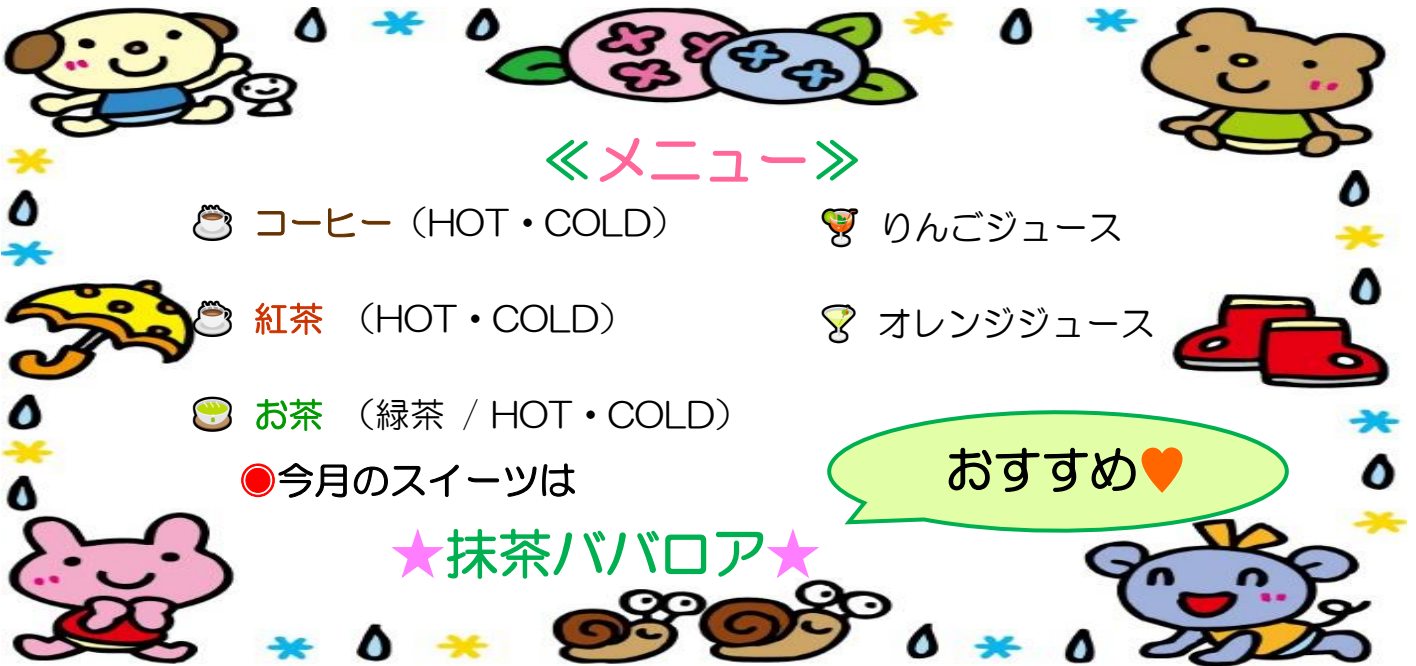 ≪メニュー≫
コーヒー（HOT・COLD）
りんごジュース
紅茶 （HOT・COLD）
オレンジジュース
お茶 （緑茶 / HOT・COLD）
◉今月のスイーツは
おすすめ♥
★抹茶ババロア★